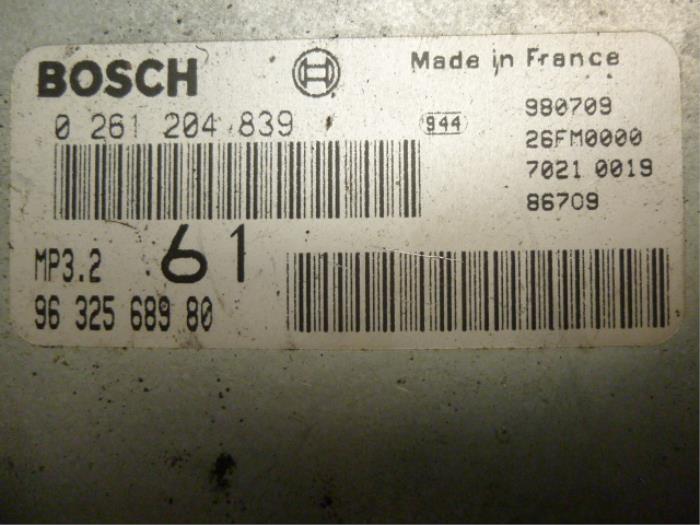 BOSCH
Made in France
0 261 204 839
944
980709
26FM0000
7021 0019
86709
MP3.2
61
96 325 689 80